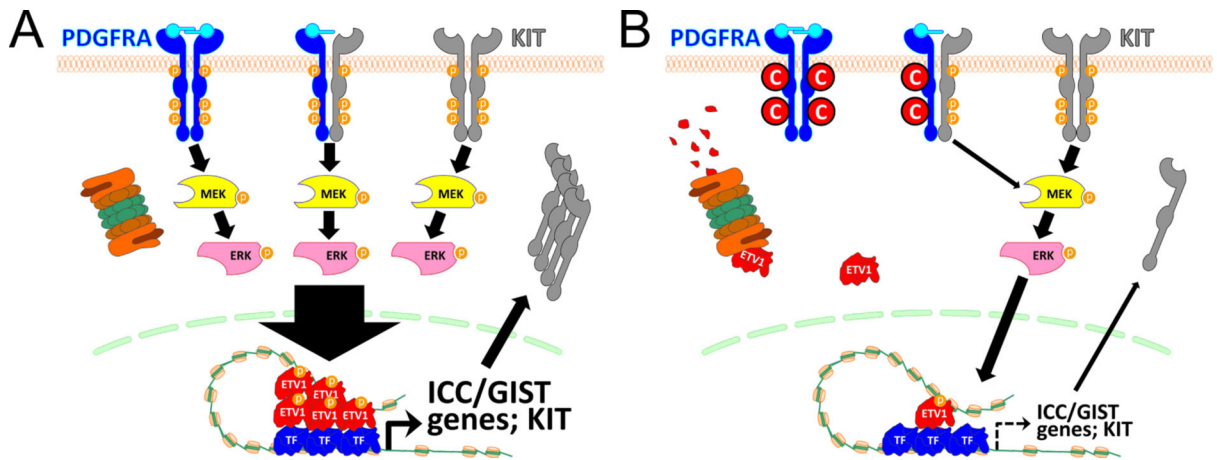 A
PDGFRA
KIT
P P P P P P
P P P
P P P P P P
MEK P
MEK P
MEK P
ERK P
ERK P
ERK P
P
ETV1
P
ETV1
P P P
ETV1 ETV1 ETV1
TF TF TF
ICC/GIST
genes; KIT
B
PDGFRA
KIT
C C C C
C C
P P P
P P P P P P
MEK P
ETV1
ETV1
ERK P
P
ETV1
TF TF TF
ICC/GIST
genes; KIT